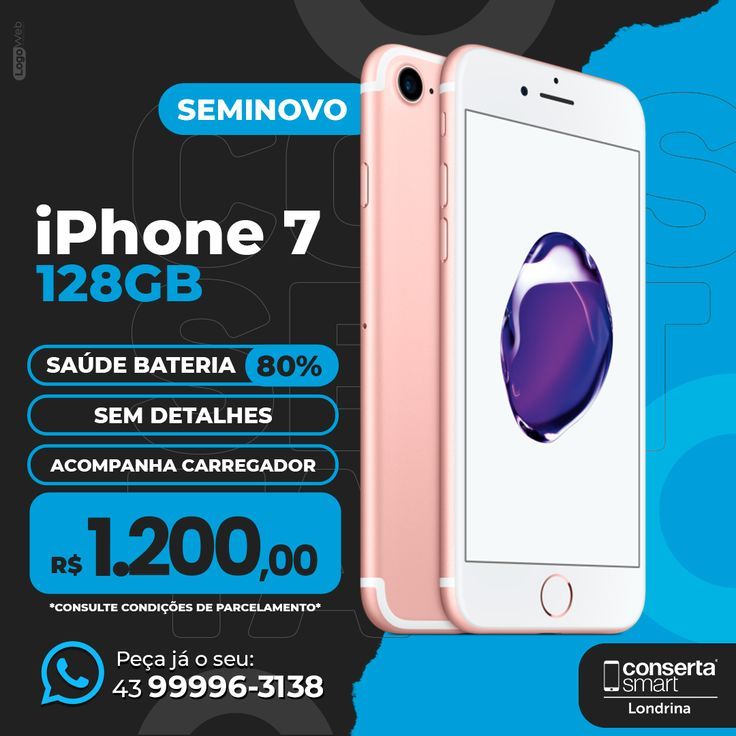 LogoWeb
SEMINOVO
iPhone 7
128GB
SAÚDE BATERIA 80%
SEM DETALHES
ACOMPANHA CARREGADOR
R$ 1.200,00
*CONSULTE CONDIÇÕES DE PARCELAMENTO*
Peça já o seu:
43 99996-3138
conserta
smart
Londrina